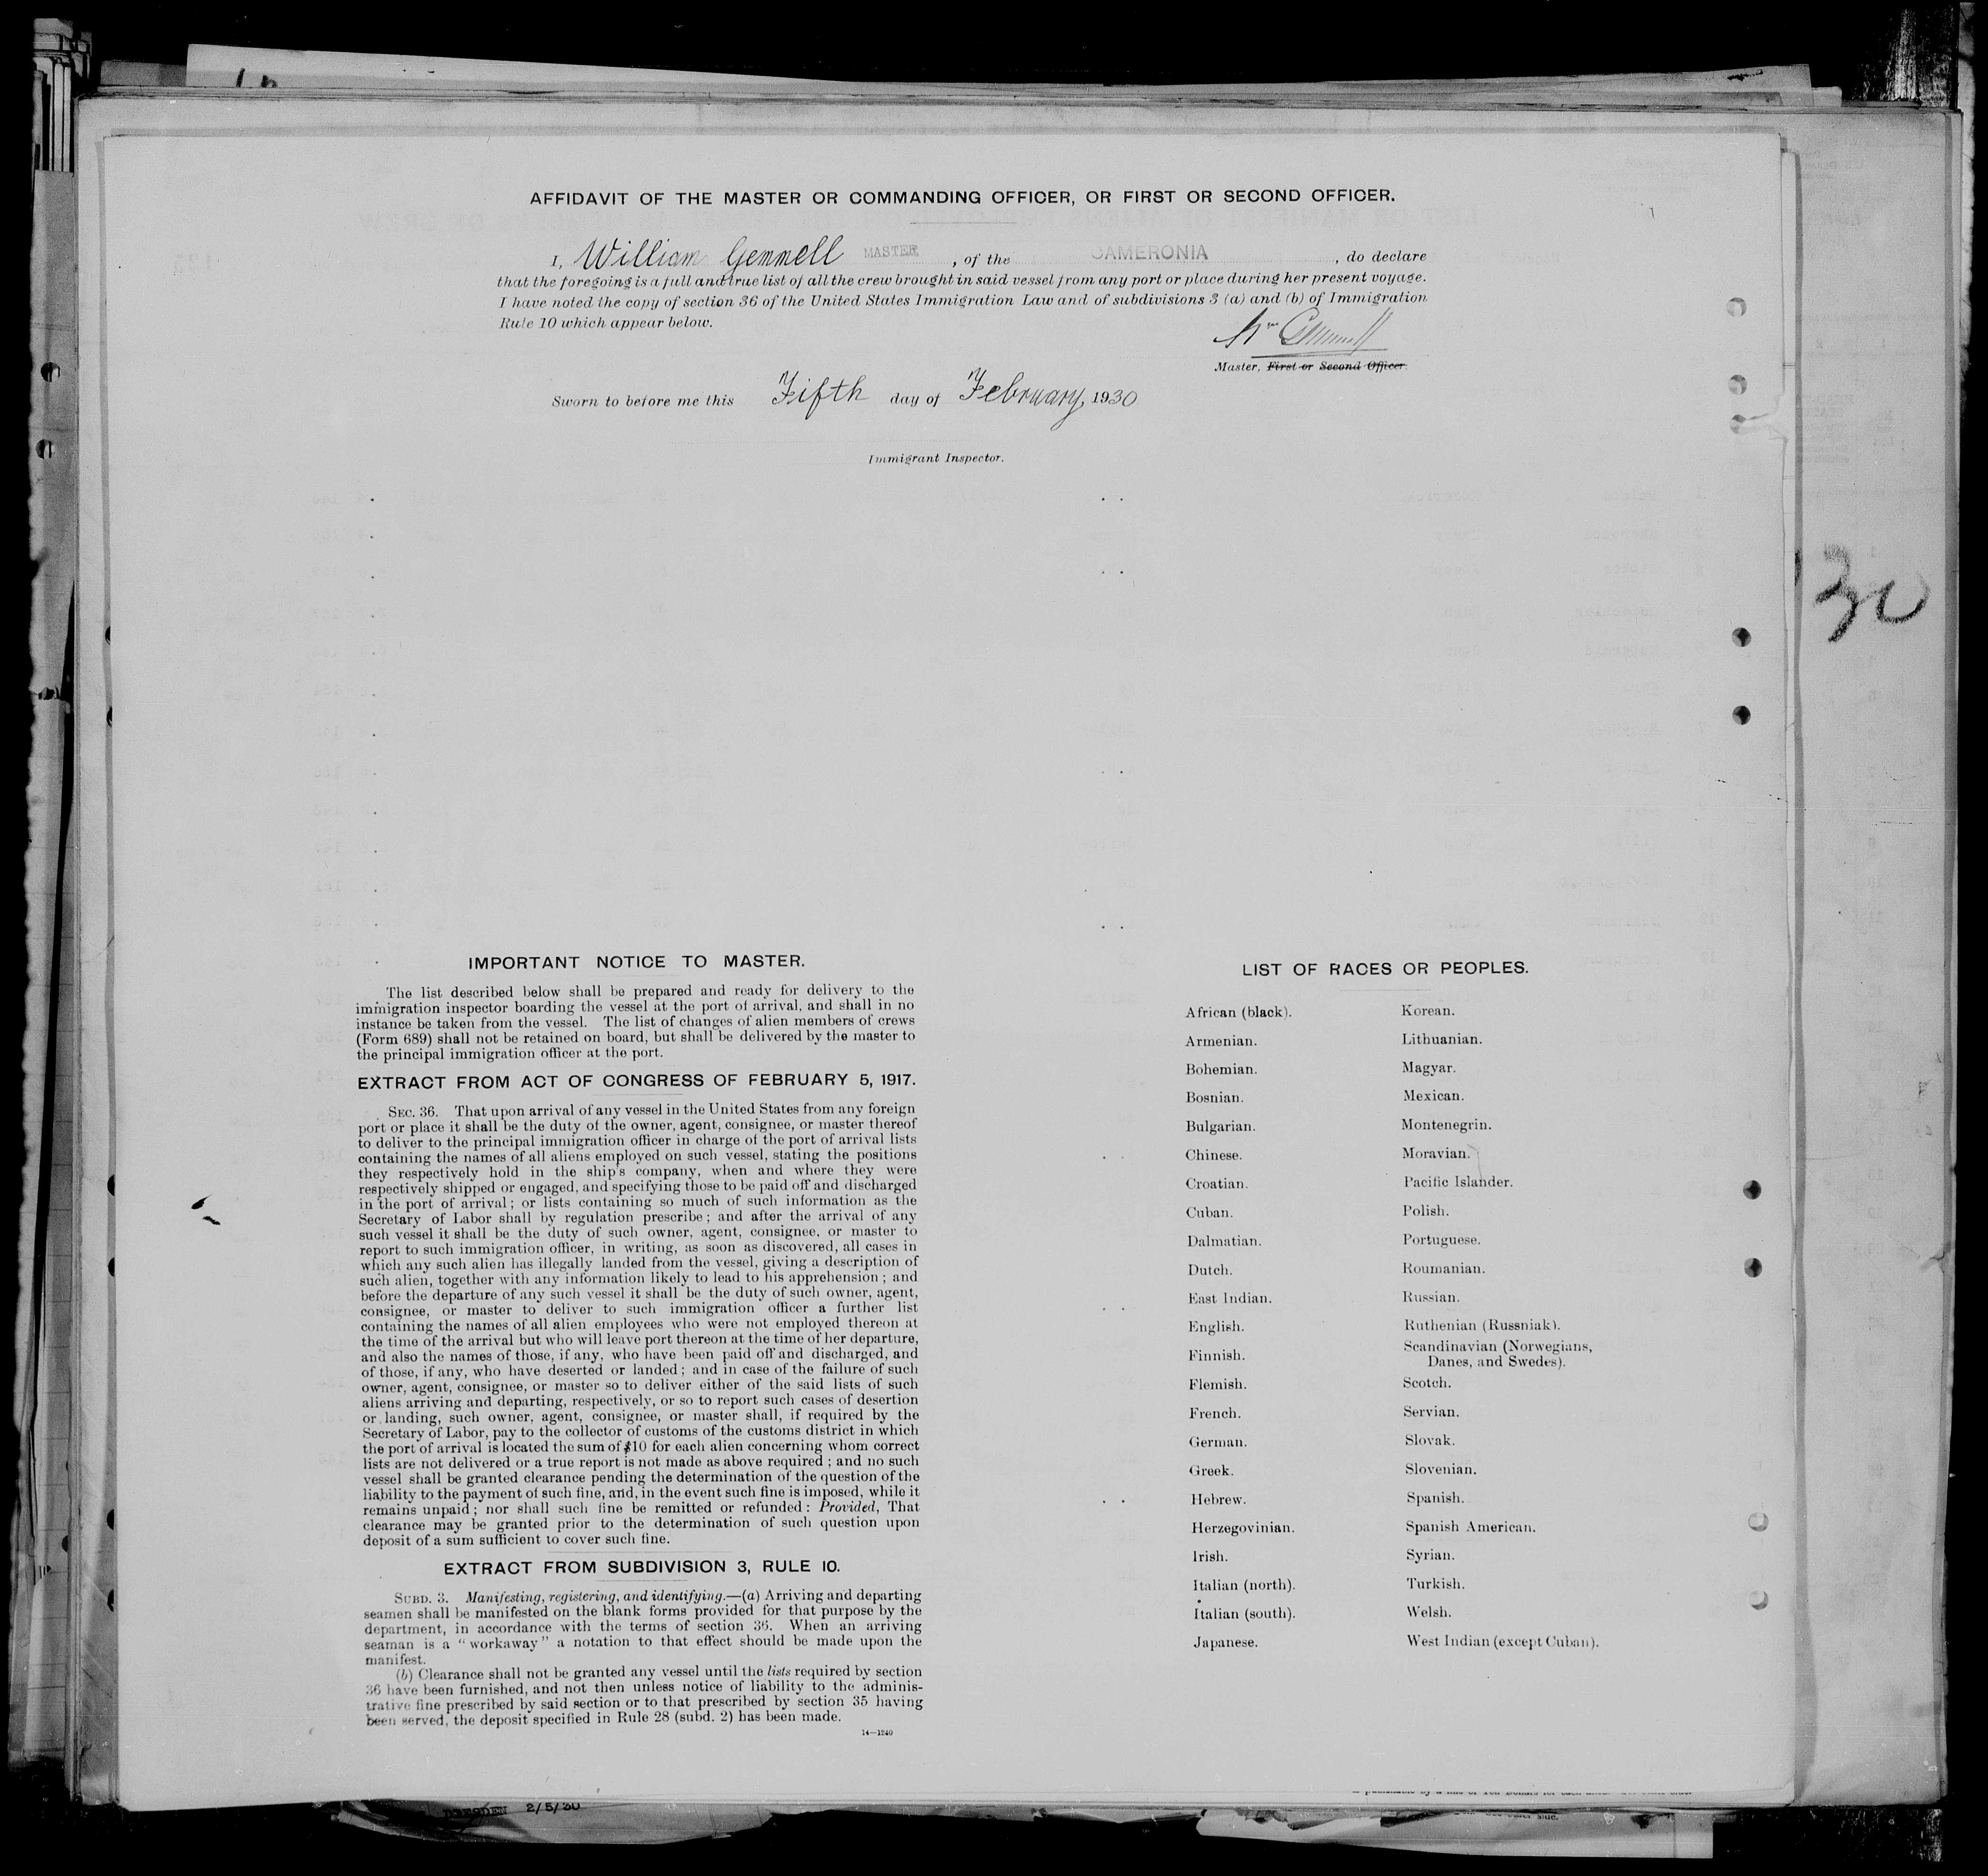 AFFIDAVIT OF THE MASTER OR COMMANDING OFFICER, OR FIRST OR SECOND OFFICER.
I, William Gemmell MASTER, of the CAMERONIA, do declare
that the foregoing is a full and true list of all the crew brought in said vessel from any port or place during her present voyage.
I have noted the copy of section 36 of the United States Immigration Law and of subdivisions 3 (a) and (b) of Immigration
Rule 10 which appear below.
Wm Gemmell
Master, First or Second Officer.
Sworn to before me this Fifth day of February, 1930
Immigrant Inspector.
30
IMPORTANT NOTICE TO MASTER.
The list described below shall be prepared and ready for delivery to the
immigration inspector boarding the vessel at the port of arrival, and shall in no
instance be taken from the vessel. The list of changes of alien members of crews
(Form 689) shall not be retained on board, but shall be delivered by the master to
the principal immigration officer at the port.
EXTRACT FROM ACT OF CONGRESS OF FEBRUARY 5, 1917.
SEC. 36. That upon arrival of any vessel in the United States from any foreign
port or place it shall be the duty of the owner, agent, consignee, or master thereof
to deliver to the principal immigration officer in charge of the port of arrival lists
containing the names of all aliens employed on such vessel, stating the positions
they respectively hold in the ship's company, when and where they were
respectively shipped or engaged, and specifying those to be paid off and discharged
in the port of arrival; or lists containing so much of such information as the
Secretary of Labor shall by regulation prescribe; and after the arrival of any
such vessel it shall be the duty of such owner, agent, consignee, or master to
report to such immigration officer, in writing, as soon as discovered, all cases in
which any such alien has illegally landed from the vessel, giving a description of
such alien, together with any information likely to lead to his apprehension; and
before the departure of any such vessel it shall be the duty of such owner, agent,
consignee, or master to deliver to such immigration officer a further list
containing the names of all alien employees who were not employed thereon at
the time of the arrival but who will leave port thereon at the time of her departure,
and also the names of those, if any, who have been paid off and discharged, and
of those, if any, who have deserted or landed; and in case of the failure of such
owner, agent, consignee, or master so to deliver either of the said lists of such
aliens arriving and departing, respectively, or so to report such cases of desertion
or landing, such owner, agent, consignee, or master shall, if required by the
Secretary of Labor, pay to the collector of customs of the customs district in which
the port of arrival is located the sum of $10 for each alien concerning whom correct
lists are not delivered or a true report is not made as above required; and no such
vessel shall be granted clearance pending the determination of the question of the
liability to the payment of such fine, and, in the event such fine is imposed, while it
remains unpaid; nor shall such fine be remitted or refunded: Provided, That
clearance may be granted prior to the determination of such question upon
deposit of a sum sufficient to cover such fine.
EXTRACT FROM SUBDIVISION 3, RULE 10.
SUBD. 3. Manifesting, registering, and identifying.—(a) Arriving and departing
seamen shall be manifested on the blank forms provided for that purpose by the
department, in accordance with the terms of section 36. When an arriving
seaman is a "workaway" a notation to that effect should be made upon the
manifest.
(b) Clearance shall not be granted any vessel until the lists required by section
36 have been furnished, and not then unless notice of liability to the adminis-
trative fine prescribed by said section or to that prescribed by section 35 having
been served, the deposit specified in Rule 28 (subd. 2) has been made.
14—1240
LIST OF RACES OR PEOPLES.
African (black).
Armenian.
Bohemian.
Bosnian.
Bulgarian.
Chinese.
Croatian.
Cuban.
Dalmatian.
Dutch.
East Indian.
English.
Finnish.
Flemish.
French.
German.
Greek.
Hebrew.
Herzegovinian.
Irish.
Italian (north).
Italian (south).
Japanese.
Korean.
Lithuanian.
Magyar.
Mexican.
Montenegrin.
Moravian.
Pacific Islander.
Polish.
Portuguese.
Roumanian.
Russian.
Ruthenian (Russniak).
Scandinavian (Norwegians,
Danes, and Swedes).
Scotch.
Servian.
Slovak.
Slovenian.
Spanish.
Spanish American.
Syrian.
Turkish.
Welsh.
West Indian (except Cuban).
DRESDEN 2/5/30